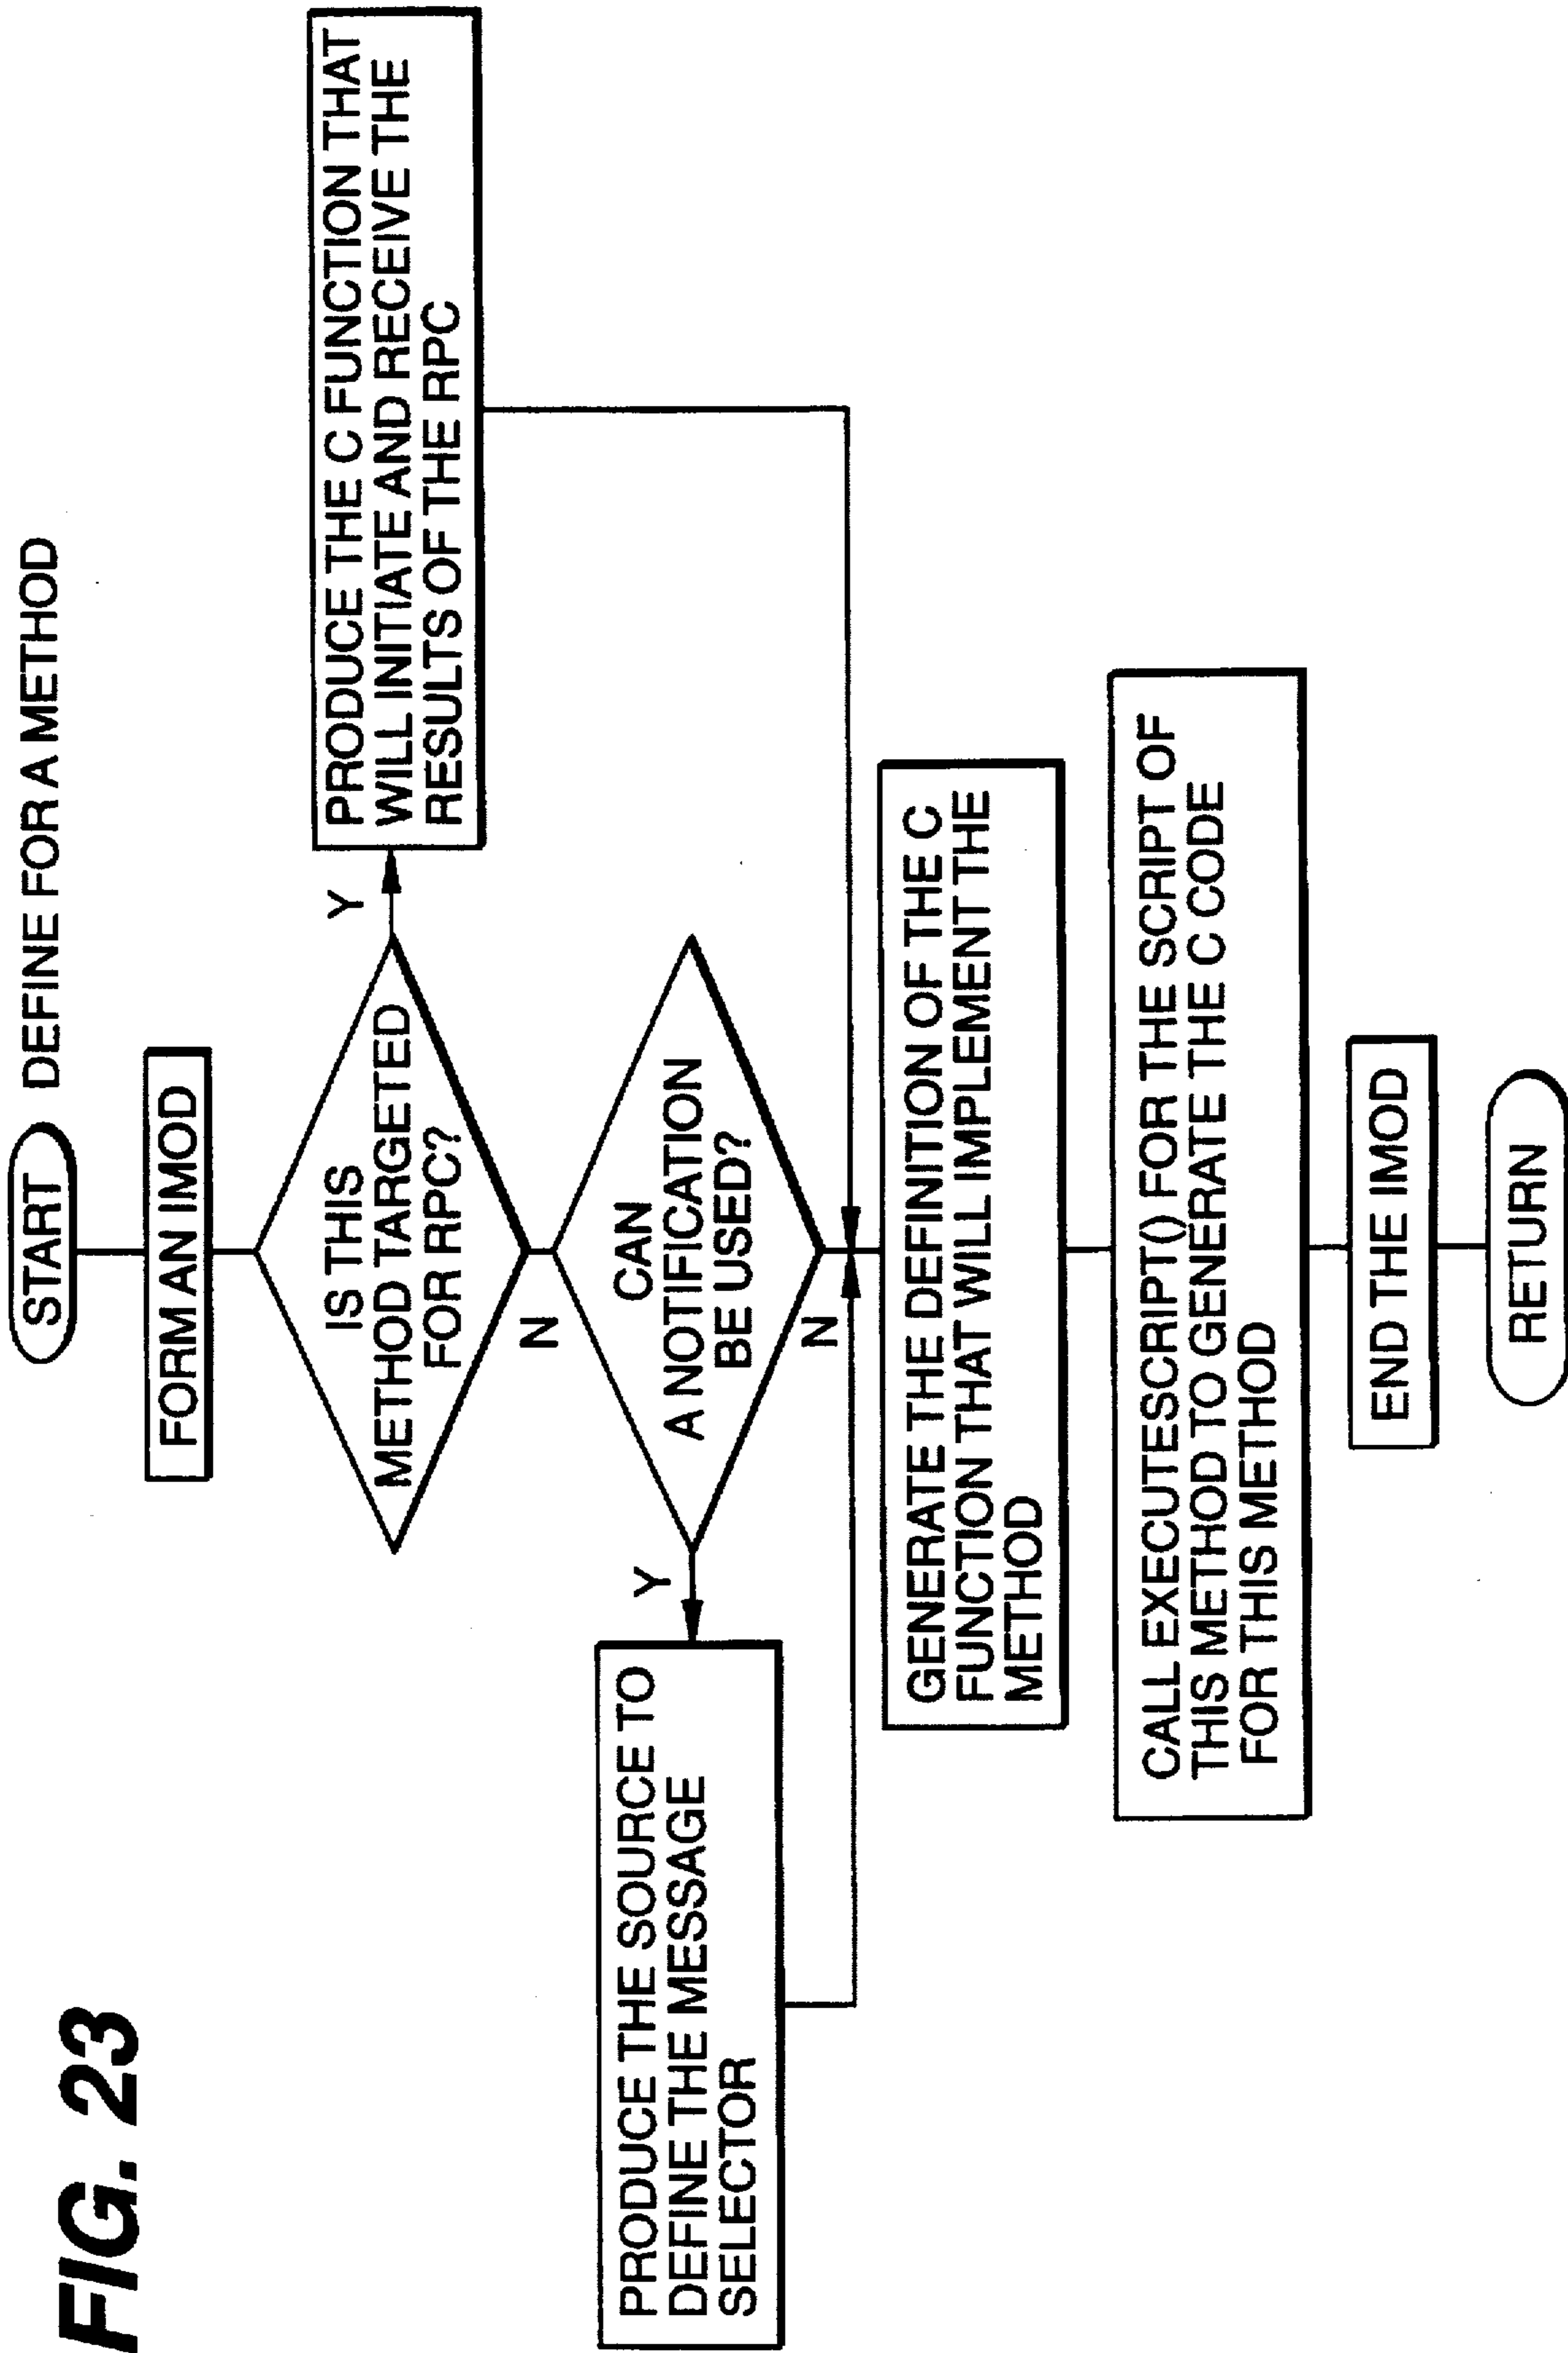 FIG. 23
START
DEFINE FOR A METHOD
FORM AN IMOD
IS THIS
METHOD TARGETED
FOR RPC?
Y
PRODUCE THE C FUNCTION THAT
WILL INITIATE AND RECEIVE THE
RESULTS OF THE RPC
N
CAN
A NOTIFICATION
BE USED?
Y
PRODUCE THE SOURCE TO
DEFINE THE MESSAGE
SELECTOR
N
GENERATE THE DEFINITION OF THE C
FUNCTION THAT WILL IMPLEMENT THE
METHOD
CALL EXECUTESCRIPT() FOR THE SCRIPT OF
THIS METHOD TO GENERATE THE C CODE
FOR THIS METHOD
END THE IMOD
RETURN